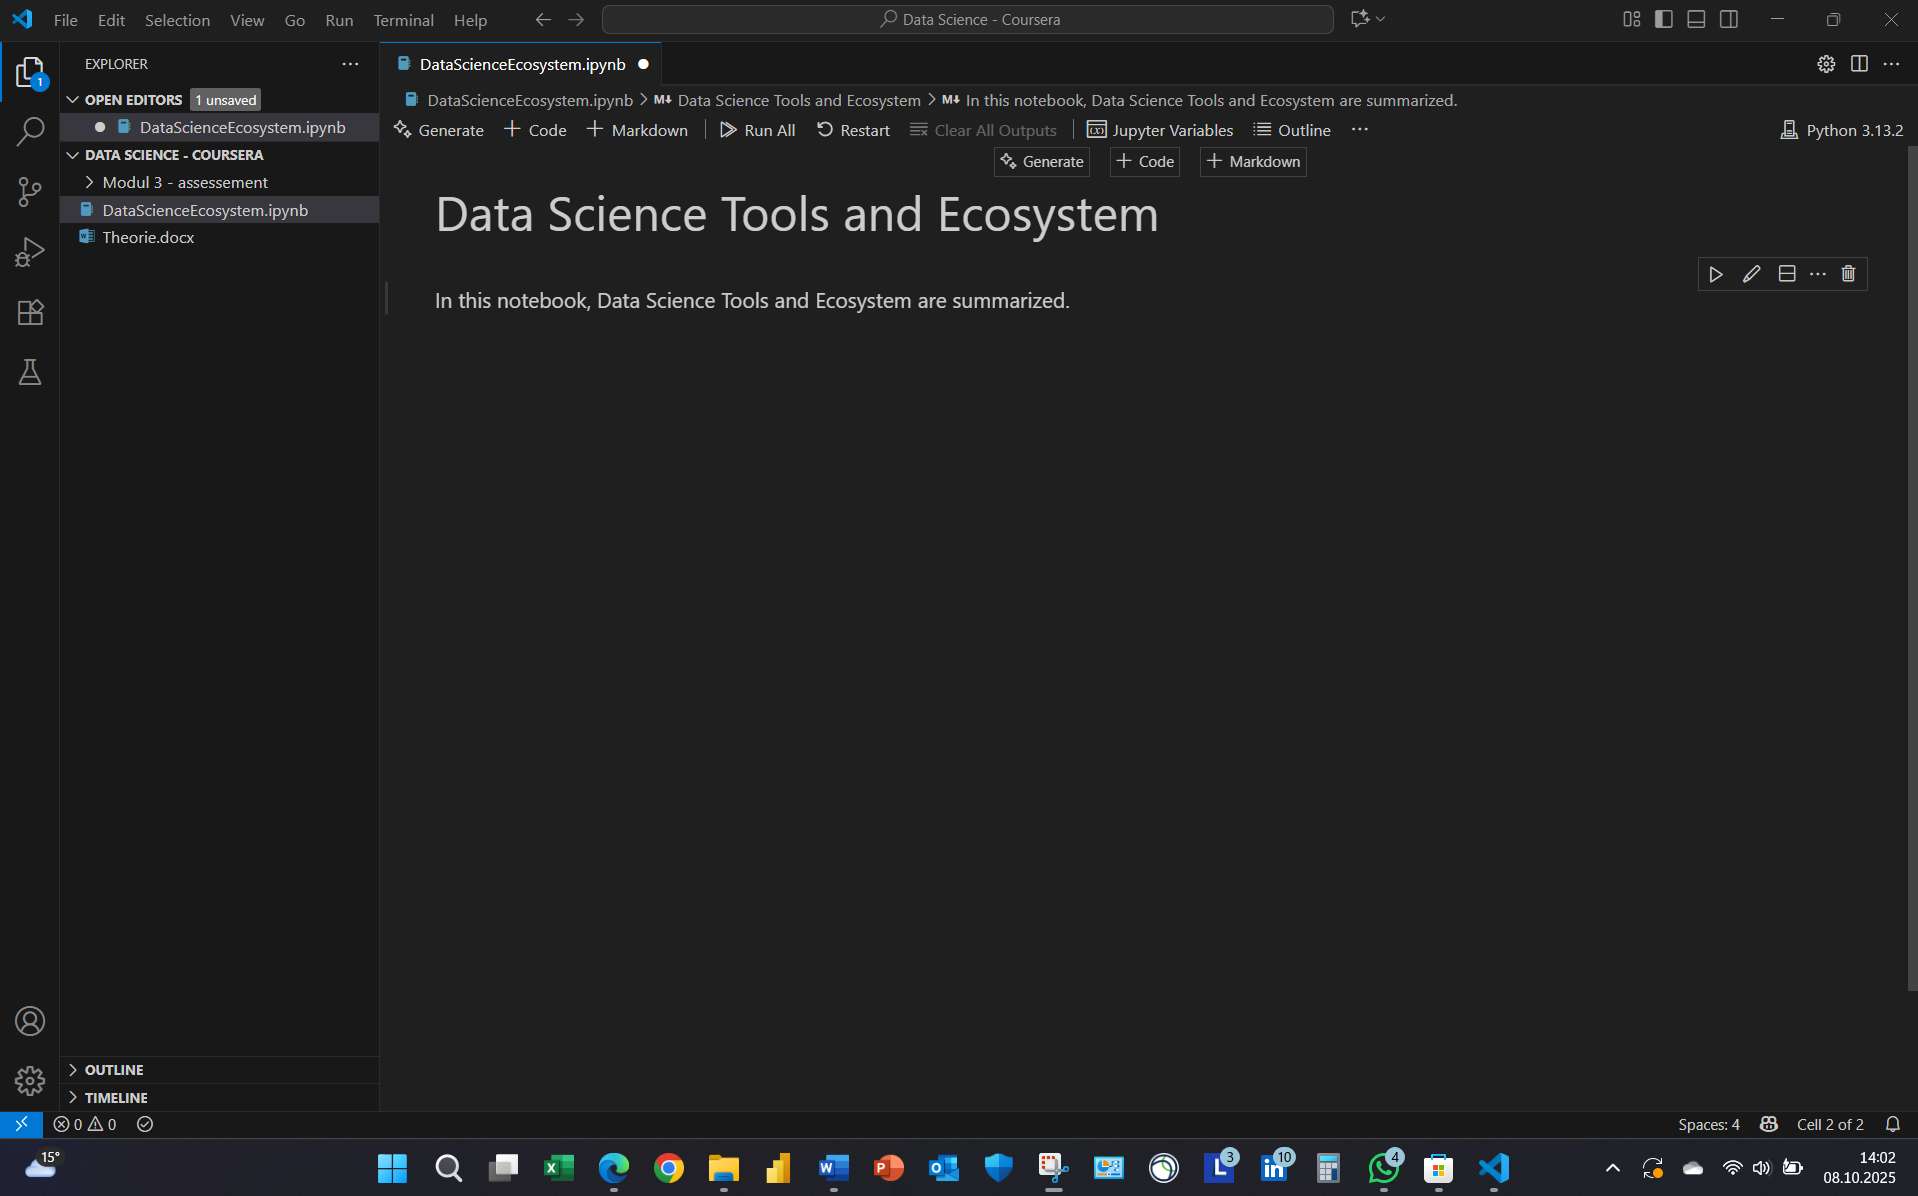 File Edit Selection View Go Run Terminal Help
Data Science - Coursera
EXPLORER
DataScienceEcosystem.ipynb
1
OPEN EDITORS 1 unsaved
DataScienceEcosystem.ipynb > M↓ Data Science Tools and Ecosystem > M↓ In this notebook, Data Science Tools and Ecosystem are summarized.
DataScienceEcosystem.ipynb
Generate + Code + Markdown Run All Restart Clear All Outputs Jupyter Variables Outline ...
Python 3.13.2
DATA SCIENCE - COURSERA
Generate + Code + Markdown
Modul 3 - assessement
DataScienceEcosystem.ipynb
Data Science Tools and Ecosystem
Theorie.docx
In this notebook, Data Science Tools and Ecosystem are summarized.
OUTLINE
TIMELINE
0 0
Spaces: 4
Cell 2 of 2
15°
3
10
4
14:02
08.10.2025